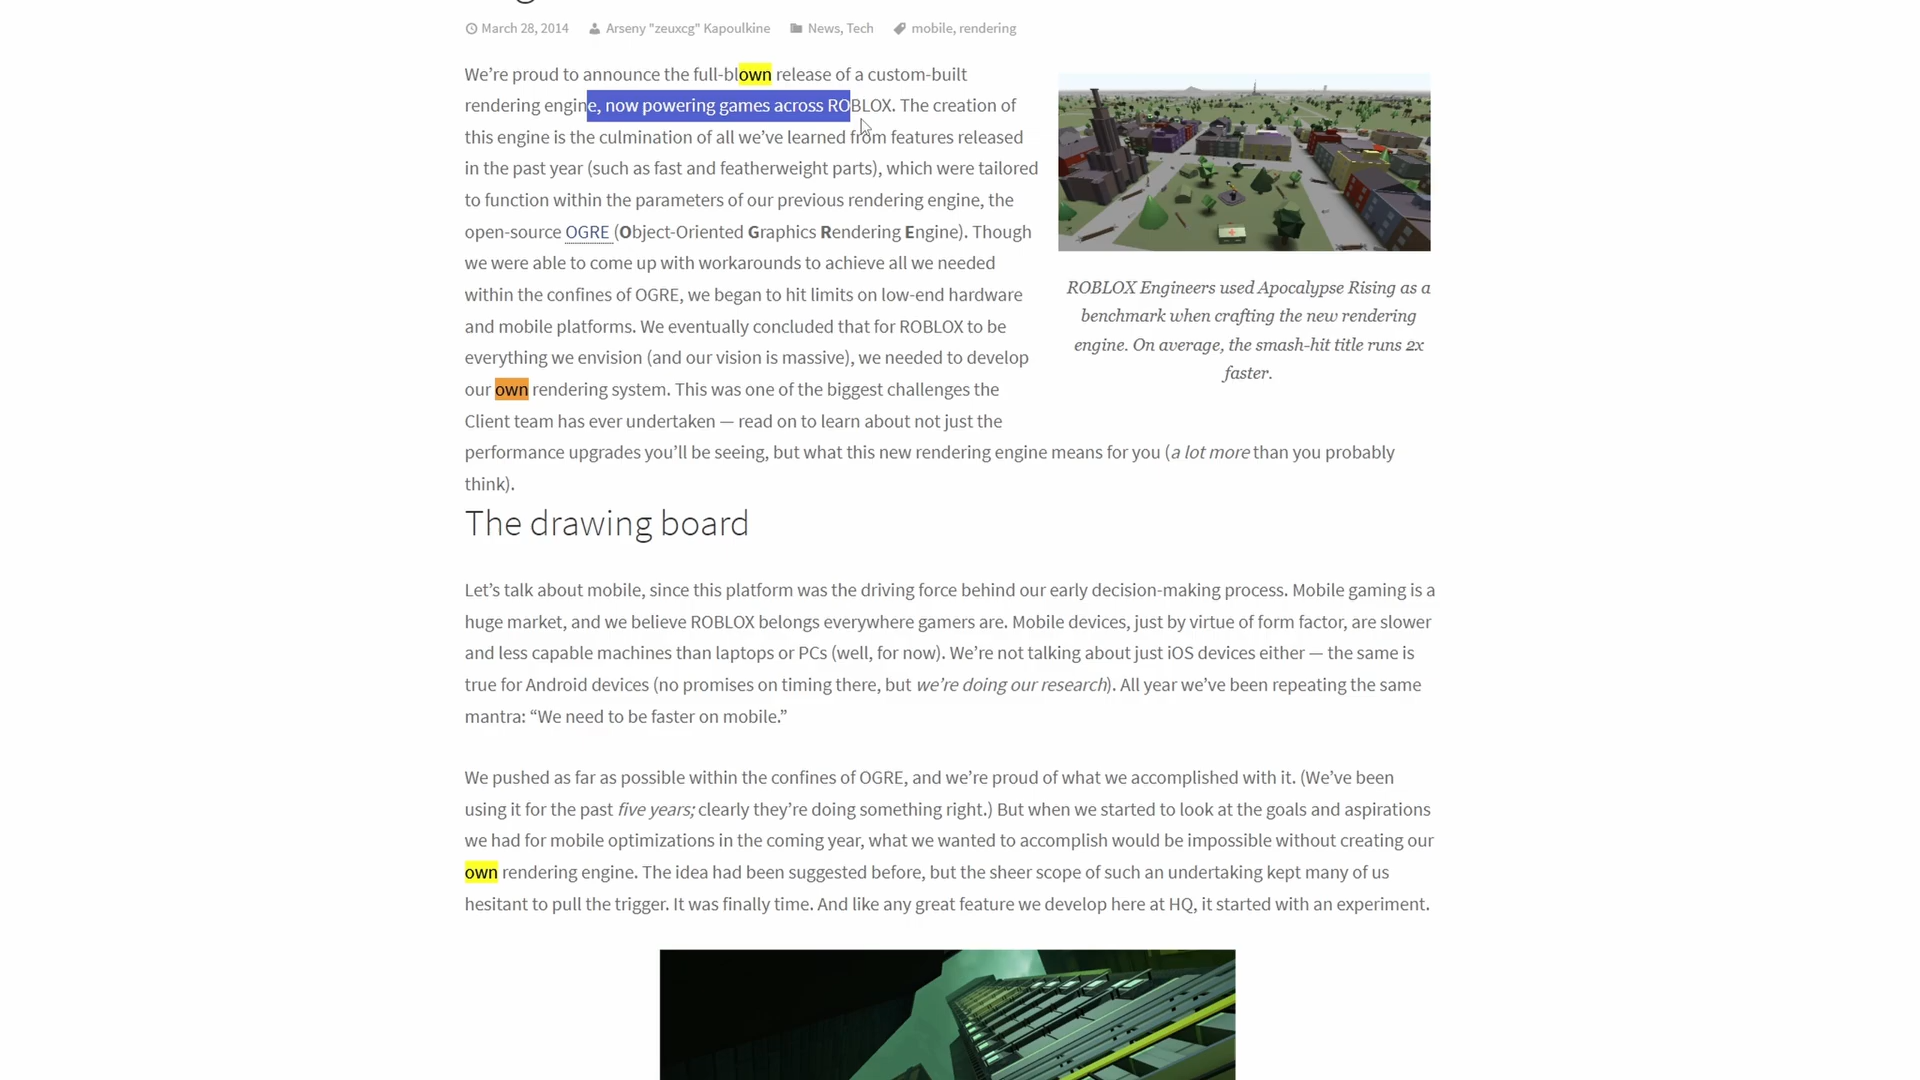 March 28, 2014 Arseny "zeuxcg" Kapoulkine News, Tech mobile, rendering
We’re proud to announce the full-blown release of a custom-built
rendering engine, now powering games across ROBLOX. The creation of
this engine is the culmination of all we’ve learned from features released
in the past year (such as fast and featherweight parts), which were tailored
to function within the parameters of our previous rendering engine, the
open-source OGRE (Object-Oriented Graphics Rendering Engine). Though
we were able to come up with workarounds to achieve all we needed
within the confines of OGRE, we began to hit limits on low-end hardware
and mobile platforms. We eventually concluded that for ROBLOX to be
everything we envision (and our vision is massive), we needed to develop
our own rendering system. This was one of the biggest challenges the
Client team has ever undertaken — read on to learn about not just the
performance upgrades you’ll be seeing, but what this new rendering engine means for you (a lot more than you probably
think).
ROBLOX Engineers used Apocalypse Rising as a
benchmark when crafting the new rendering
engine. On average, the smash-hit title runs 2x
faster.
The drawing board
Let’s talk about mobile, since this platform was the driving force behind our early decision-making process. Mobile gaming is a
huge market, and we believe ROBLOX belongs everywhere gamers are. Mobile devices, just by virtue of form factor, are slower
and less capable machines than laptops or PCs (well, for now). We’re not talking about just iOS devices either — the same is
true for Android devices (no promises on timing there, but we’re doing our research). All year we’ve been repeating the same
mantra: “We need to be faster on mobile.”
We pushed as far as possible within the confines of OGRE, and we’re proud of what we accomplished with it. (We’ve been
using it for the past five years; clearly they’re doing something right.) But when we started to look at the goals and aspirations
we had for mobile optimizations in the coming year, what we wanted to accomplish would be impossible without creating our
own rendering engine. The idea had been suggested before, but the sheer scope of such an undertaking kept many of us
hesitant to pull the trigger. It was finally time. And like any great feature we develop here at HQ, it started with an experiment.